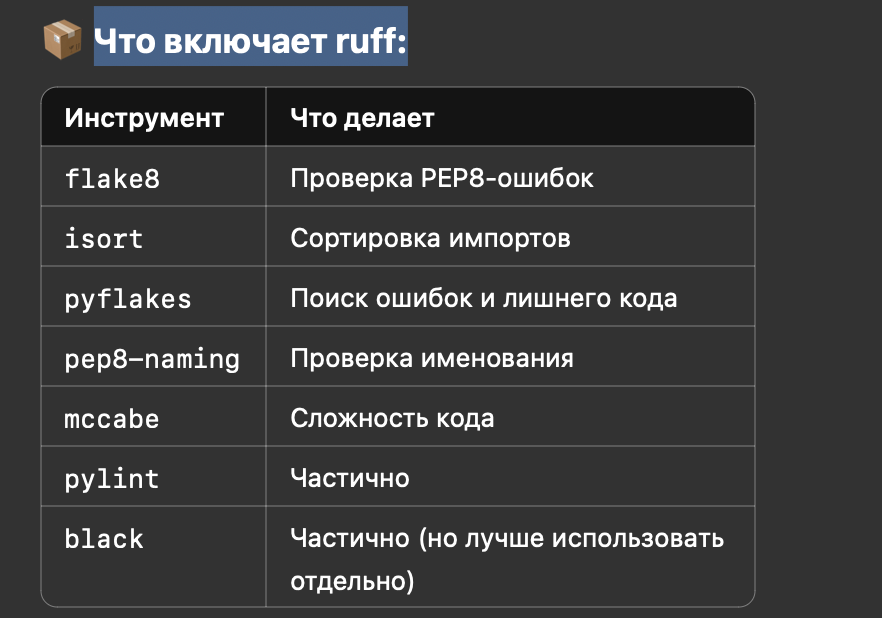 📦 Что включает ruff:
Инструмент Что делает
flake8 Проверка PEP8-ошибок
isort Сортировка импортов
pyflakes Поиск ошибок и лишнего кода
pep8-naming Проверка именования
mccabe Сложность кода
pylint Частично
black Частично (но лучше использовать
отдельно)